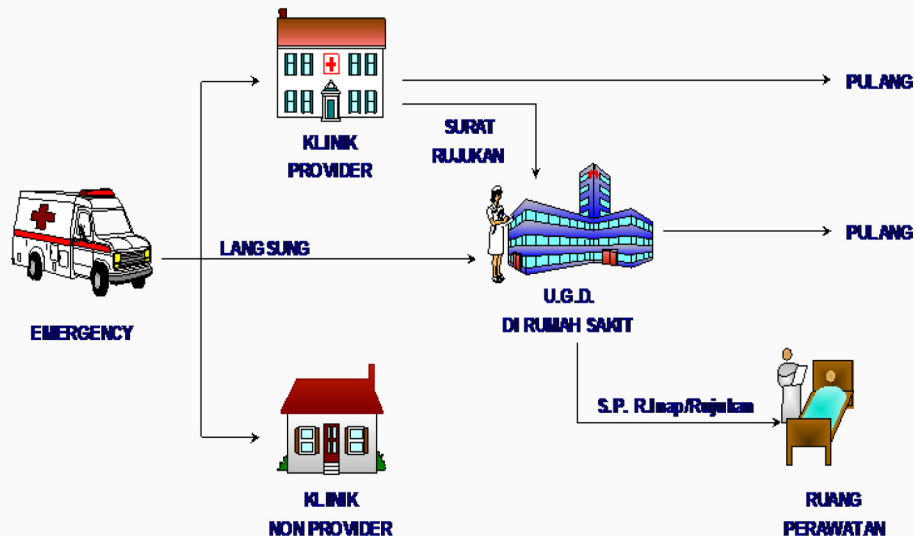 KLINIK
PROVIDER
SURAT
RUJUKAN
PULANG
EMERGENCY
LANGSUNG
U.G.D.
DI RUMAH SAKIT
PULANG
S.P. R.Inap/Rujukan
KLINIK
NON PROVIDER
RUANG
PERAWATAN